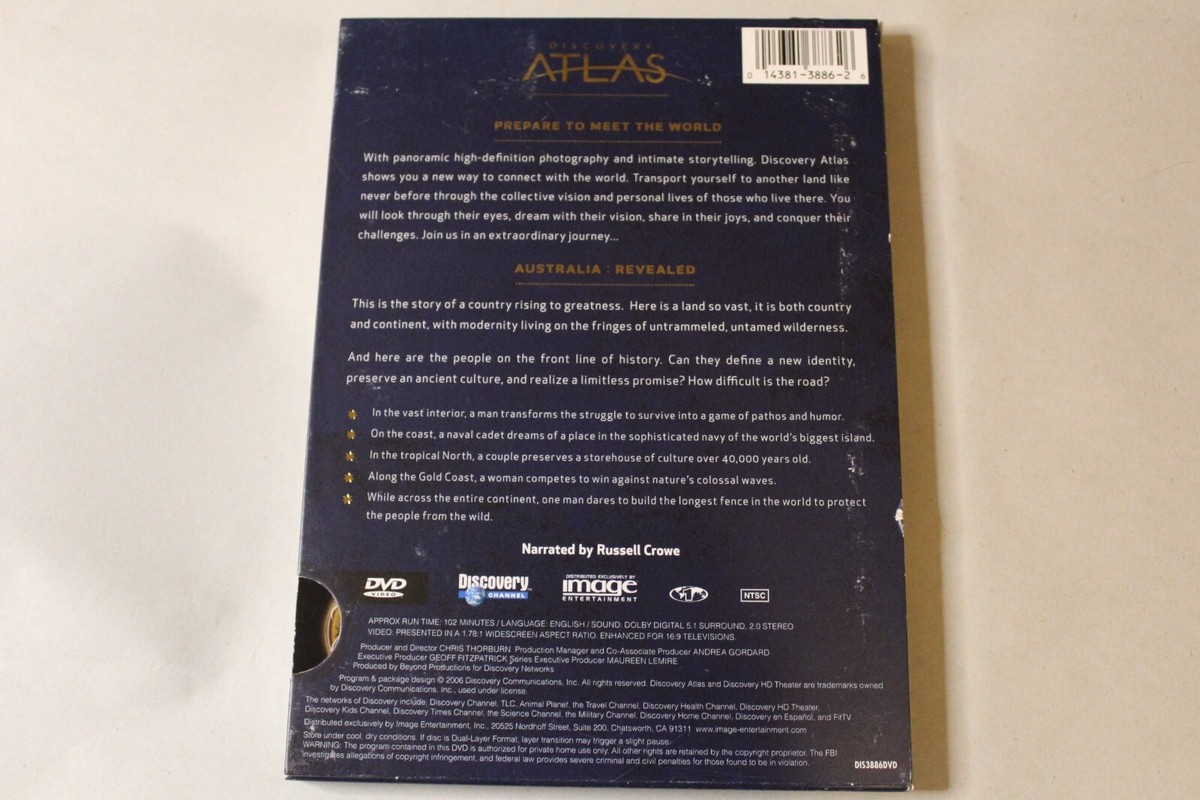 DISCOVERY
ATLAS
0 14381-3886-2 6
PREPARE TO MEET THE WORLD
With panoramic high-definition photography and intimate storytelling, Discovery Atlas
shows you a new way to connect with the world. Transport yourself to another land like
never before through the collective vision and personal lives of those who live there. You
will look through their eyes, dream with their vision, share in their joys, and conquer their
challenges. Join us in an extraordinary journey...
AUSTRALIA : REVEALED
This is the story of a country rising to greatness. Here is a land so vast, it is both country
and continent, with modernity living on the fringes of untrammeled, untamed wilderness.
And here are the people on the front line of history. Can they define a new identity,
preserve an ancient culture, and realize a limitless promise? How difficult is the road?
In the vast interior, a man transforms the struggle to survive into a game of pathos and humor.
On the coast, a naval cadet dreams of a place in the sophisticated navy of the world's biggest island.
In the tropical North, a couple preserves a storehouse of culture over 40,000 years old.
Along the Gold Coast, a woman competes to win against nature's colossal waves.
While across the entire continent, one man dares to build the longest fence in the world to protect
the people from the wild.
Narrated by Russell Crowe
DVD VIDEO
Discovery CHANNEL
DISTRIBUTED EXCLUSIVELY BY
image
ENTERTAINMENT
NTSC
APPROX RUN TIME: 102 MINUTES / LANGUAGE: ENGLISH / SOUND: DOLBY DIGITAL 5.1 SURROUND, 2.0 STEREO
VIDEO: PRESENTED IN A 1.78:1 WIDESCREEN ASPECT RATIO. ENHANCED FOR 16:9 TELEVISIONS.
Producer and Director CHRIS THORBURN Production Manager and Co-Associate Producer ANDREA GORDARD
Executive Producer GEOFF FITZPATRICK Series Executive Producer MAUREEN LEMIRE
Produced by Beyond Productions for Discovery Networks
Program & package design © 2006 Discovery Communications, Inc. All rights reserved. Discovery Atlas and Discovery HD Theater are trademarks owned
by Discovery Communications, Inc., used under license.
The networks of Discovery include: Discovery Channel, TLC, Animal Planet, the Travel Channel, Discovery Health Channel, Discovery HD Theater,
Discovery Kids Channel, Discovery Times Channel, the Science Channel, the Military Channel, Discovery Home Channel, Discovery en Español, and FitTV
Distributed exclusively by Image Entertainment, Inc., 20525 Nordhoff Street, Suite 200, Chatsworth, CA 91311 www.image-entertainment.com
Store under cool, dry conditions. If disc is Dual-Layer Format, layer transition may trigger a slight pause.
WARNING: The program contained in this DVD is authorized for private home use only. All other rights are retained by the copyright proprietor. The FBI
investigates allegations of copyright infringement, and federal law provides severe criminal and civil penalties for those found to be in violation.
DIS3886DVD